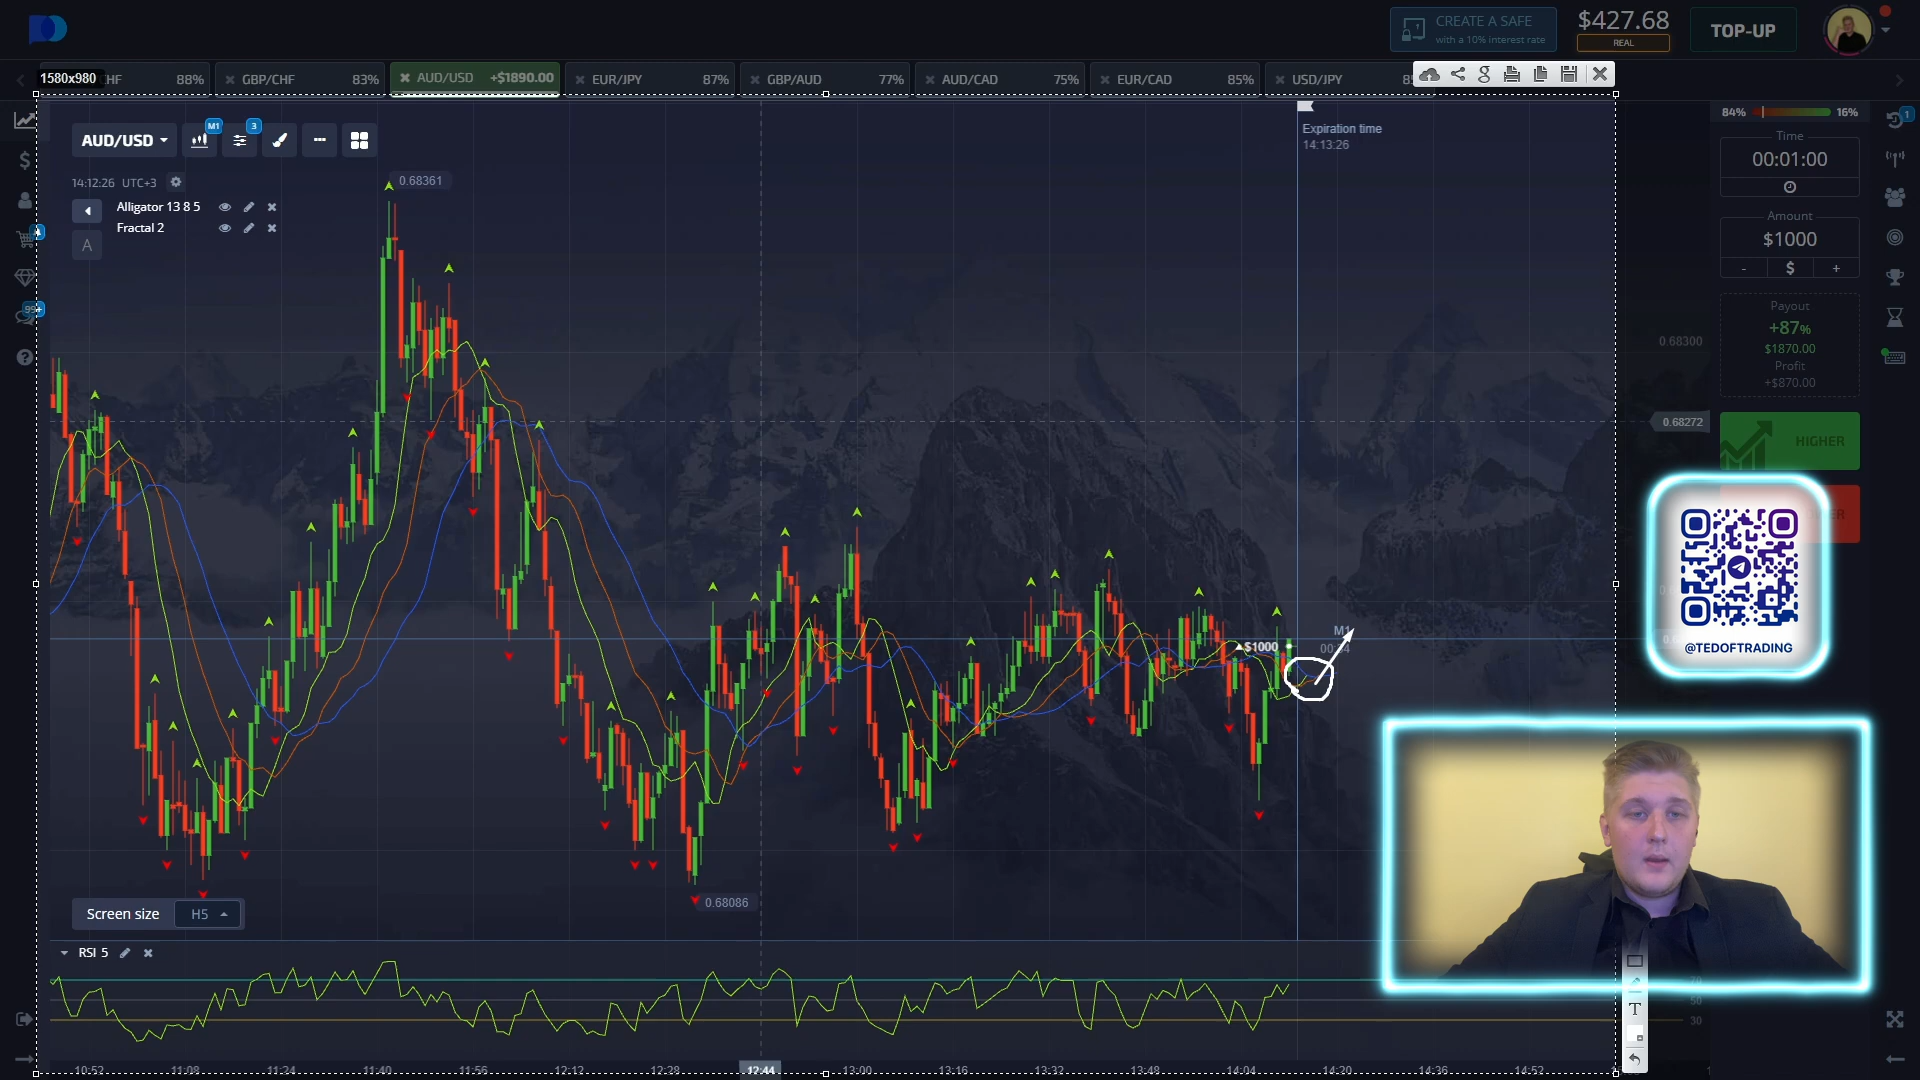 CREATE A SAFE
with a 10% interest rate
$427.68
REAL
TOP-UP
1580x980
HF
88%
GBP/CHF
83%
AUD/USD
+$1890.00
EUR/JPY
87%
GBP/AUD
77%
AUD/CAD
75%
EUR/CAD
85%
USD/JPY
Expiration time
14:13:26
AUD/USD
M1
3
14:12:26 UTC+3
Alligator 13 8 5
Fractal 2
A
0.68361
84%
16%
Time
00:01:00
Amount
$1000
-
$
+
Payout
+87%
$1870.00
Profit
+$870.00
0.68300
0.68272
HIGHER
@TEDOFTRADING
M1
$1000
0.68086
Screen size
H5
RSI 5
50
30
T
10:52
11:08
11:24
11:40
11:56
12:12
12:28
12:44
13:00
13:16
13:32
13:48
14:04
14:20
14:36
14:52